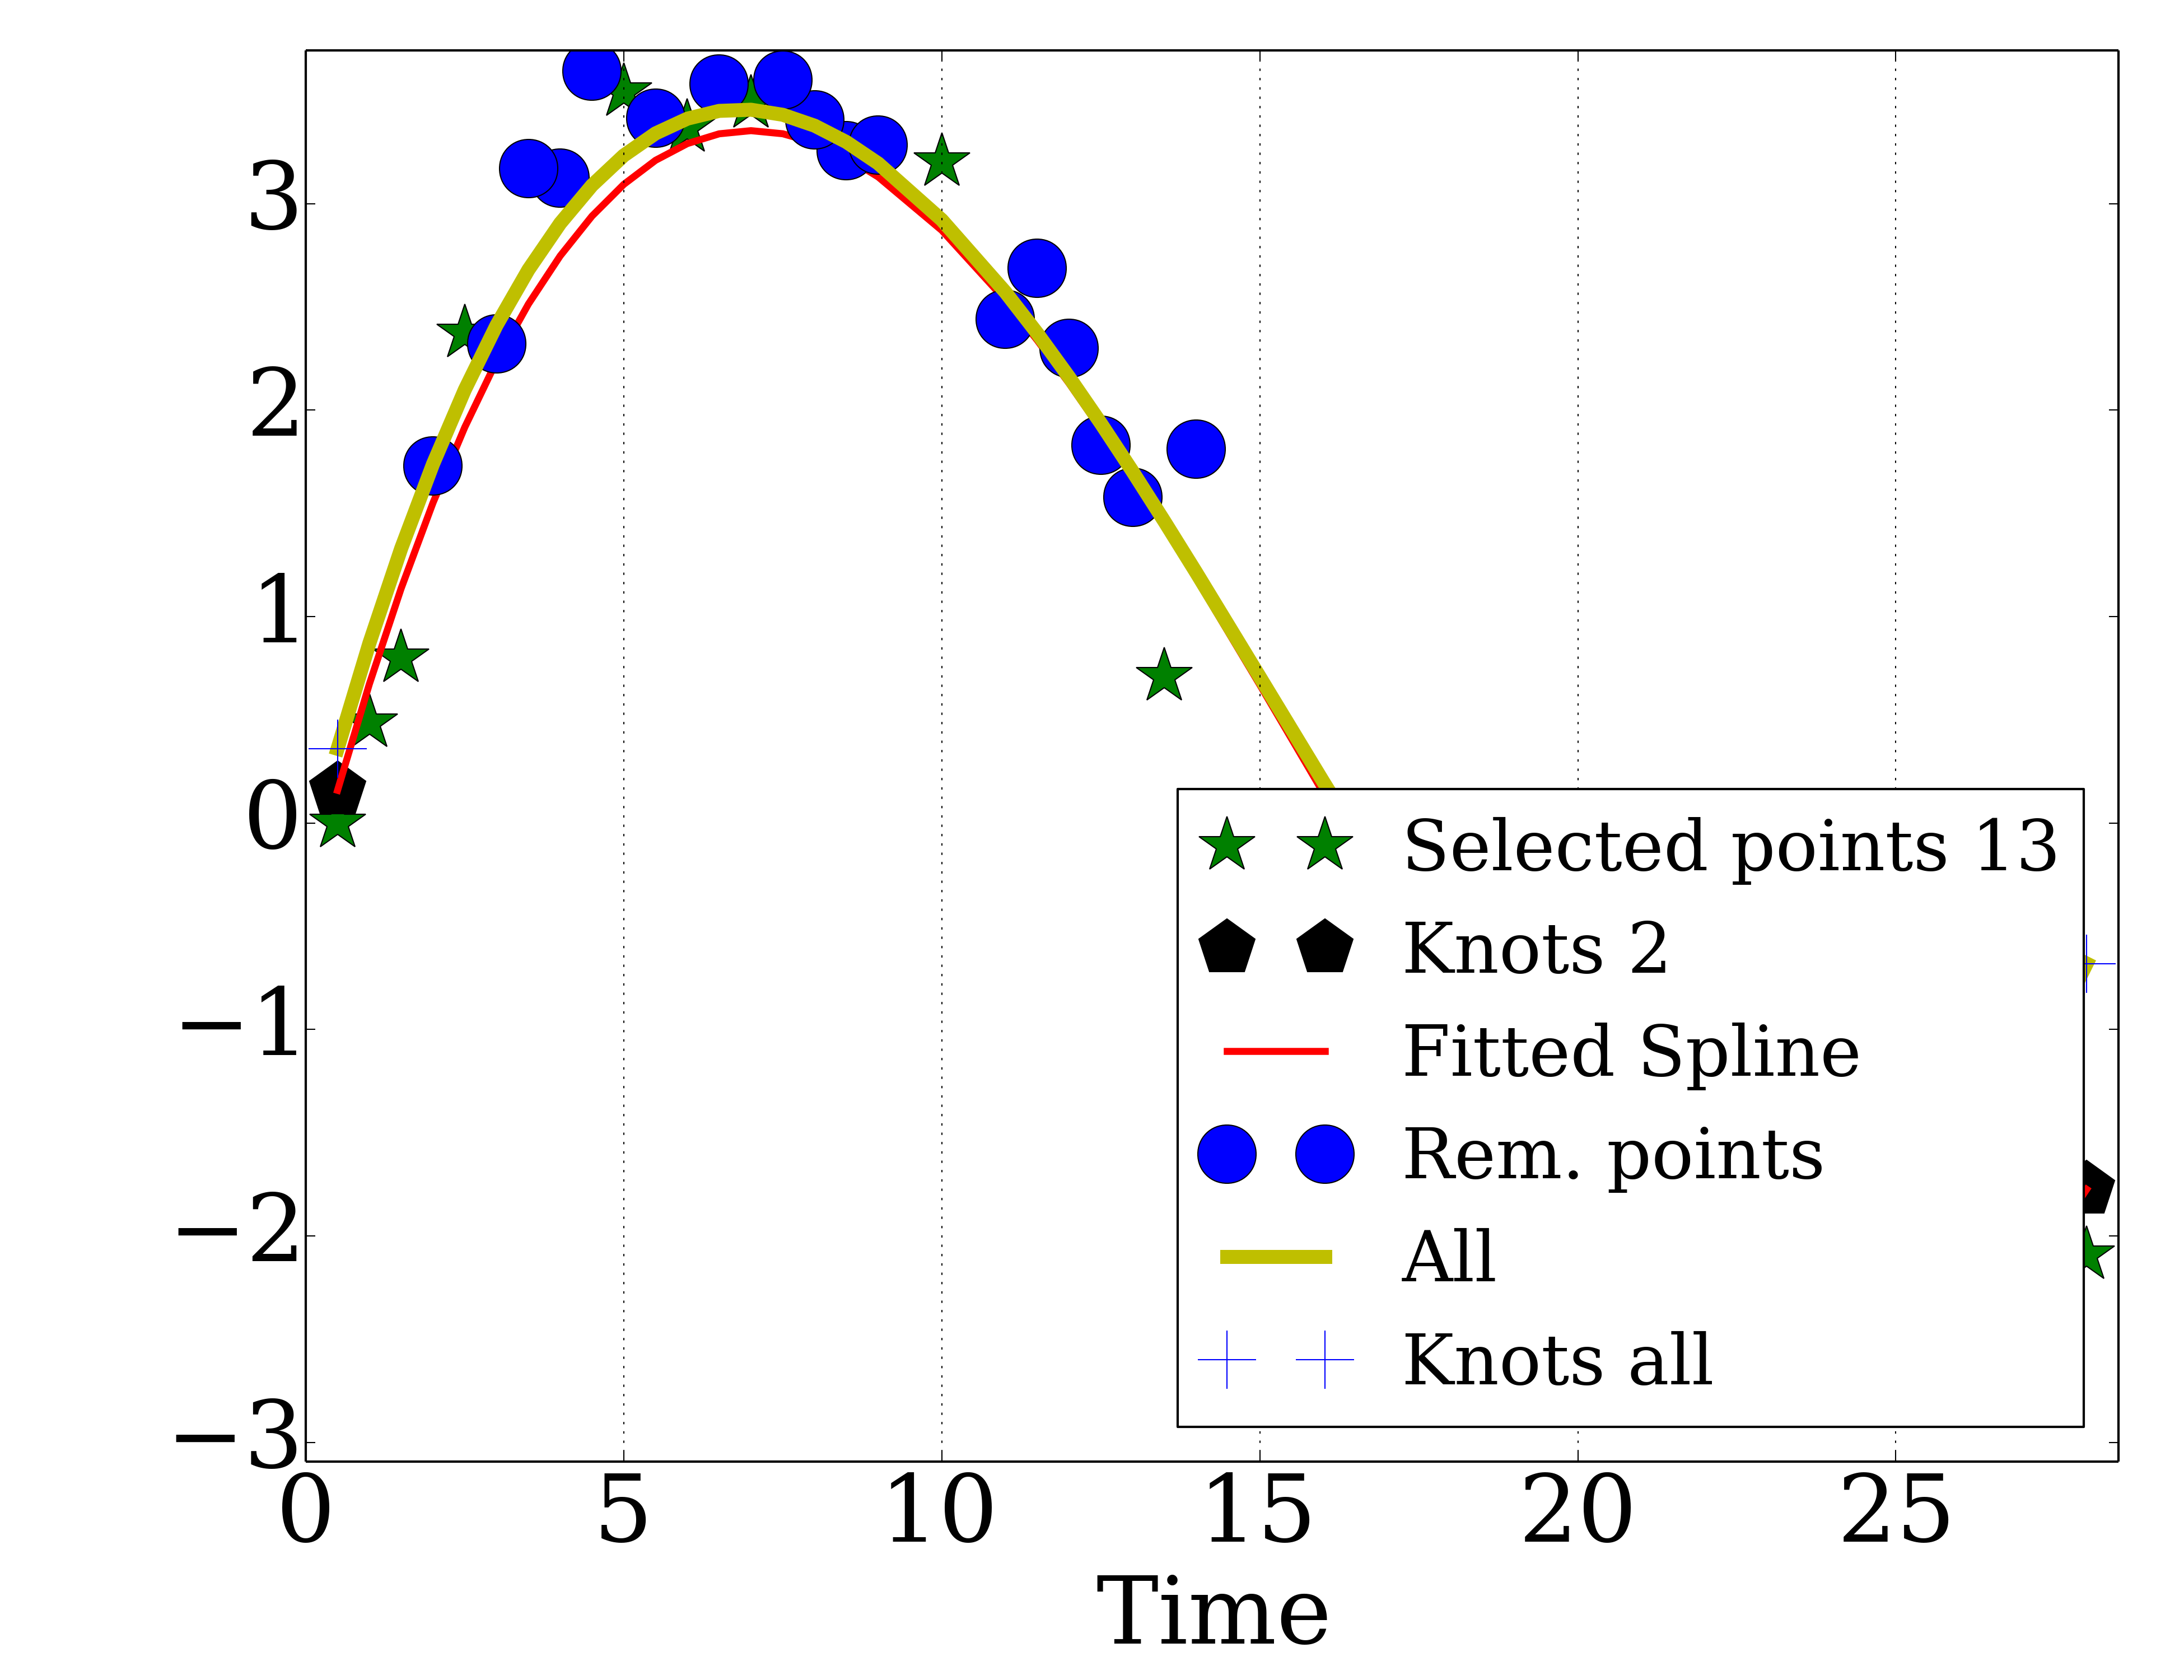 3
2
1
0
−1
−2
−3
0 5 10 15 20 25
Time
Selected points 13
Knots 2
Fitted Spline
Rem. points
All
Knots all